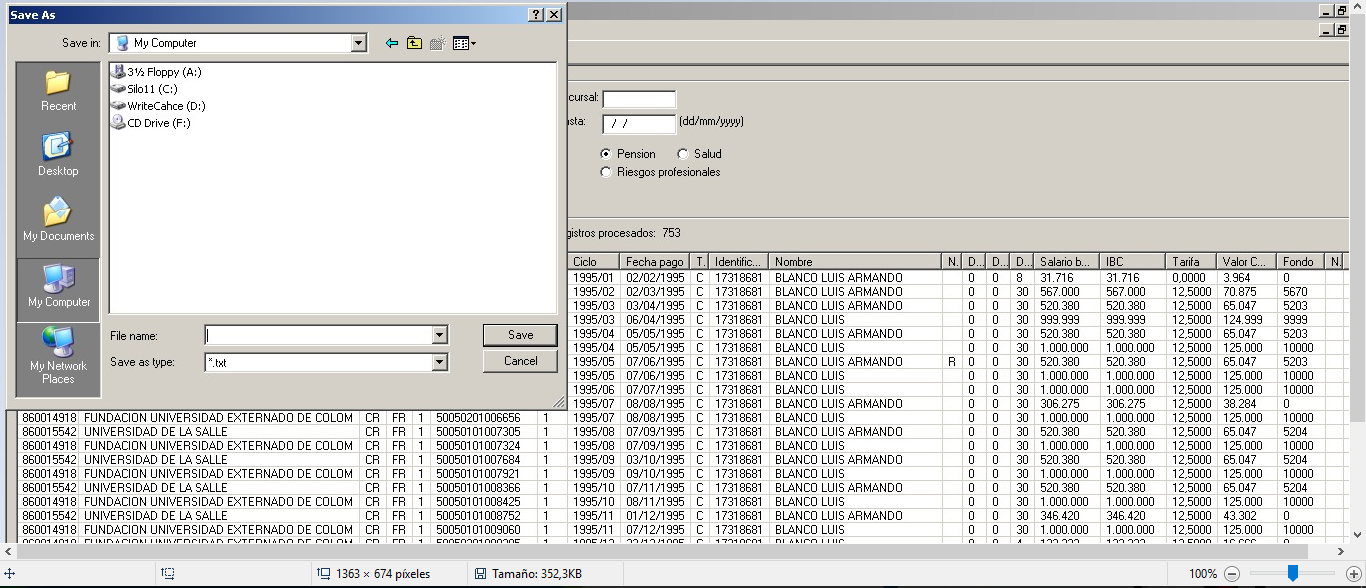 Save As
Save in: My Computer
3½ Floppy (A:)
Silo11 (C:)
WriteCahce (D:)
CD Drive (F:)
Recent
Desktop
My Documents
My Computer
My Network
Places
File name:
Save
Save as type: *.txt
Cancel
cursal:
sta: / / (dd/mm/yyyy)
Pension Salud
Riesgos profesionales
gistros procesados: 753
Ciclo Fecha pago T. Identific... Nombre N. D... D... D... Salario b... IBC Tarifa Valor C... Fondo N.
1995/01 02/02/1995 C 17318681 BLANCO LUIS ARMANDO 0 0 8 31.716 31.716 0,0000 3.964 0
1995/02 02/03/1995 C 17318681 BLANCO LUIS ARMANDO 0 0 30 567.000 567.000 12,5000 70.875 5670
1995/03 03/04/1995 C 17318681 BLANCO LUIS ARMANDO 0 0 30 520.380 520.380 12,5000 65.047 5203
1995/03 06/04/1995 C 17318681 BLANCO LUIS ARMANDO 0 0 30 999.999 999.999 12,5000 124.999 9999
1995/04 05/05/1995 C 17318681 BLANCO LUIS ARMANDO 0 0 30 520.380 520.380 12,5000 65.047 5203
1995/04 05/05/1995 C 17318681 BLANCO LUIS 0 0 30 1.000.000 1.000.000 12,5000 125.000 10000
1995/05 07/06/1995 C 17318681 BLANCO LUIS ARMANDO R 0 0 30 520.380 520.380 12,5000 65.047 5203
1995/05 07/06/1995 C 17318681 BLANCO LUIS 0 0 30 1.000.000 1.000.000 12,5000 125.000 10000
1995/06 07/07/1995 C 17318681 BLANCO LUIS 0 0 30 1.000.000 1.000.000 12,5000 125.000 10000
1995/07 08/08/1995 C 17318681 BLANCO LUIS ARMANDO 0 0 30 306.275 306.275 12,5000 38.284 0
860014918 FUNDACION UNIVERSIDAD EXTERNADO DE COLOM CR FR 1 50050201006656 1 1995/07 08/08/1995 C 17318681 BLANCO LUIS 0 0 30 1.000.000 1.000.000 12,5000 125.000 10000
860015542 UNIVERSIDAD DE LA SALLE CR FR 1 50050101007305 1 1995/08 07/09/1995 C 17318681 BLANCO LUIS ARMANDO 0 0 30 520.380 520.380 12,5000 65.047 5204
860014918 FUNDACION UNIVERSIDAD EXTERNADO DE COLOM CR FR 1 50050101007324 1 1995/08 07/09/1995 C 17318681 BLANCO LUIS 0 0 30 1.000.000 1.000.000 12,5000 125.000 10000
860015542 UNIVERSIDAD DE LA SALLE CR FR 1 50050101007684 1 1995/09 03/10/1995 C 17318681 BLANCO LUIS ARMANDO 0 0 30 520.380 520.380 12,5000 65.047 5204
860014918 FUNDACION UNIVERSIDAD EXTERNADO DE COLOM CR FR 1 50050101007921 1 1995/09 09/10/1995 C 17318681 BLANCO LUIS 0 0 30 1.000.000 1.000.000 12,5000 125.000 10000
860015542 UNIVERSIDAD DE LA SALLE CR FR 1 50050101008366 1 1995/10 07/11/1995 C 17318681 BLANCO LUIS ARMANDO 0 0 30 520.380 520.380 12,5000 65.047 5204
860014918 FUNDACION UNIVERSIDAD EXTERNADO DE COLOM CR FR 1 50050101008425 1 1995/10 08/11/1995 C 17318681 BLANCO LUIS 0 0 30 1.000.000 1.000.000 12,5000 125.000 10000
860015542 UNIVERSIDAD DE LA SALLE CR FR 1 50050101008752 1 1995/11 01/12/1995 C 17318681 BLANCO LUIS ARMANDO 0 0 30 346.420 346.420 12,5000 43.302 0
860014918 FUNDACION UNIVERSIDAD EXTERNADO DE COLOM CR FR 1 50050101009060 1 1995/11 07/12/1995 C 17318681 BLANCO LUIS 0 0 30 1.000.000 1.000.000 12,5000 125.000 10000
1363 × 674 píxeles Tamaño: 352,3KB 100%